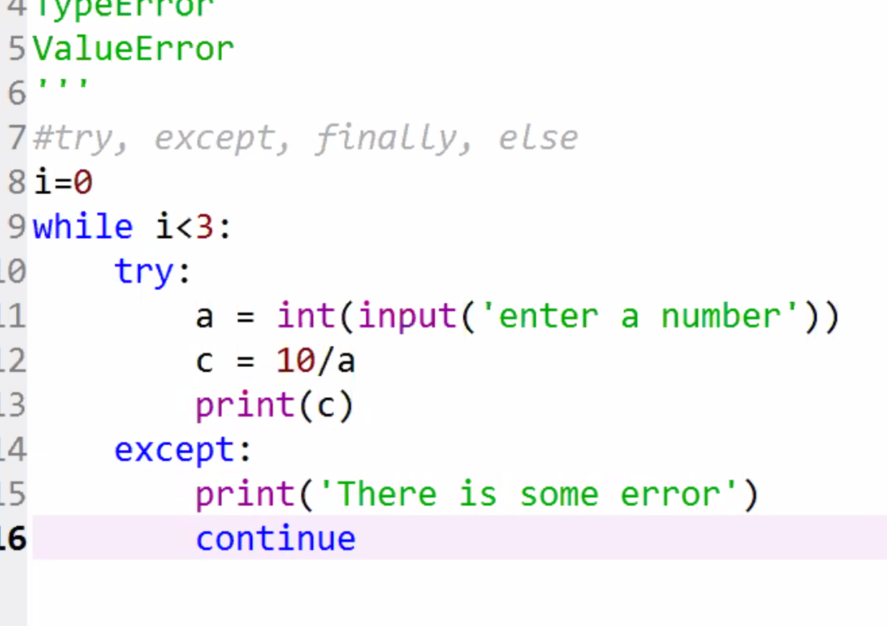 4 TypeError
5 ValueError
6 '''
7 #try, except, finally, else
8 i=0
9 while i<3:
10     try:
11         a = int(input('enter a number'))
12         c = 10/a
13         print(c)
14     except:
15         print('There is some error')
16         continue